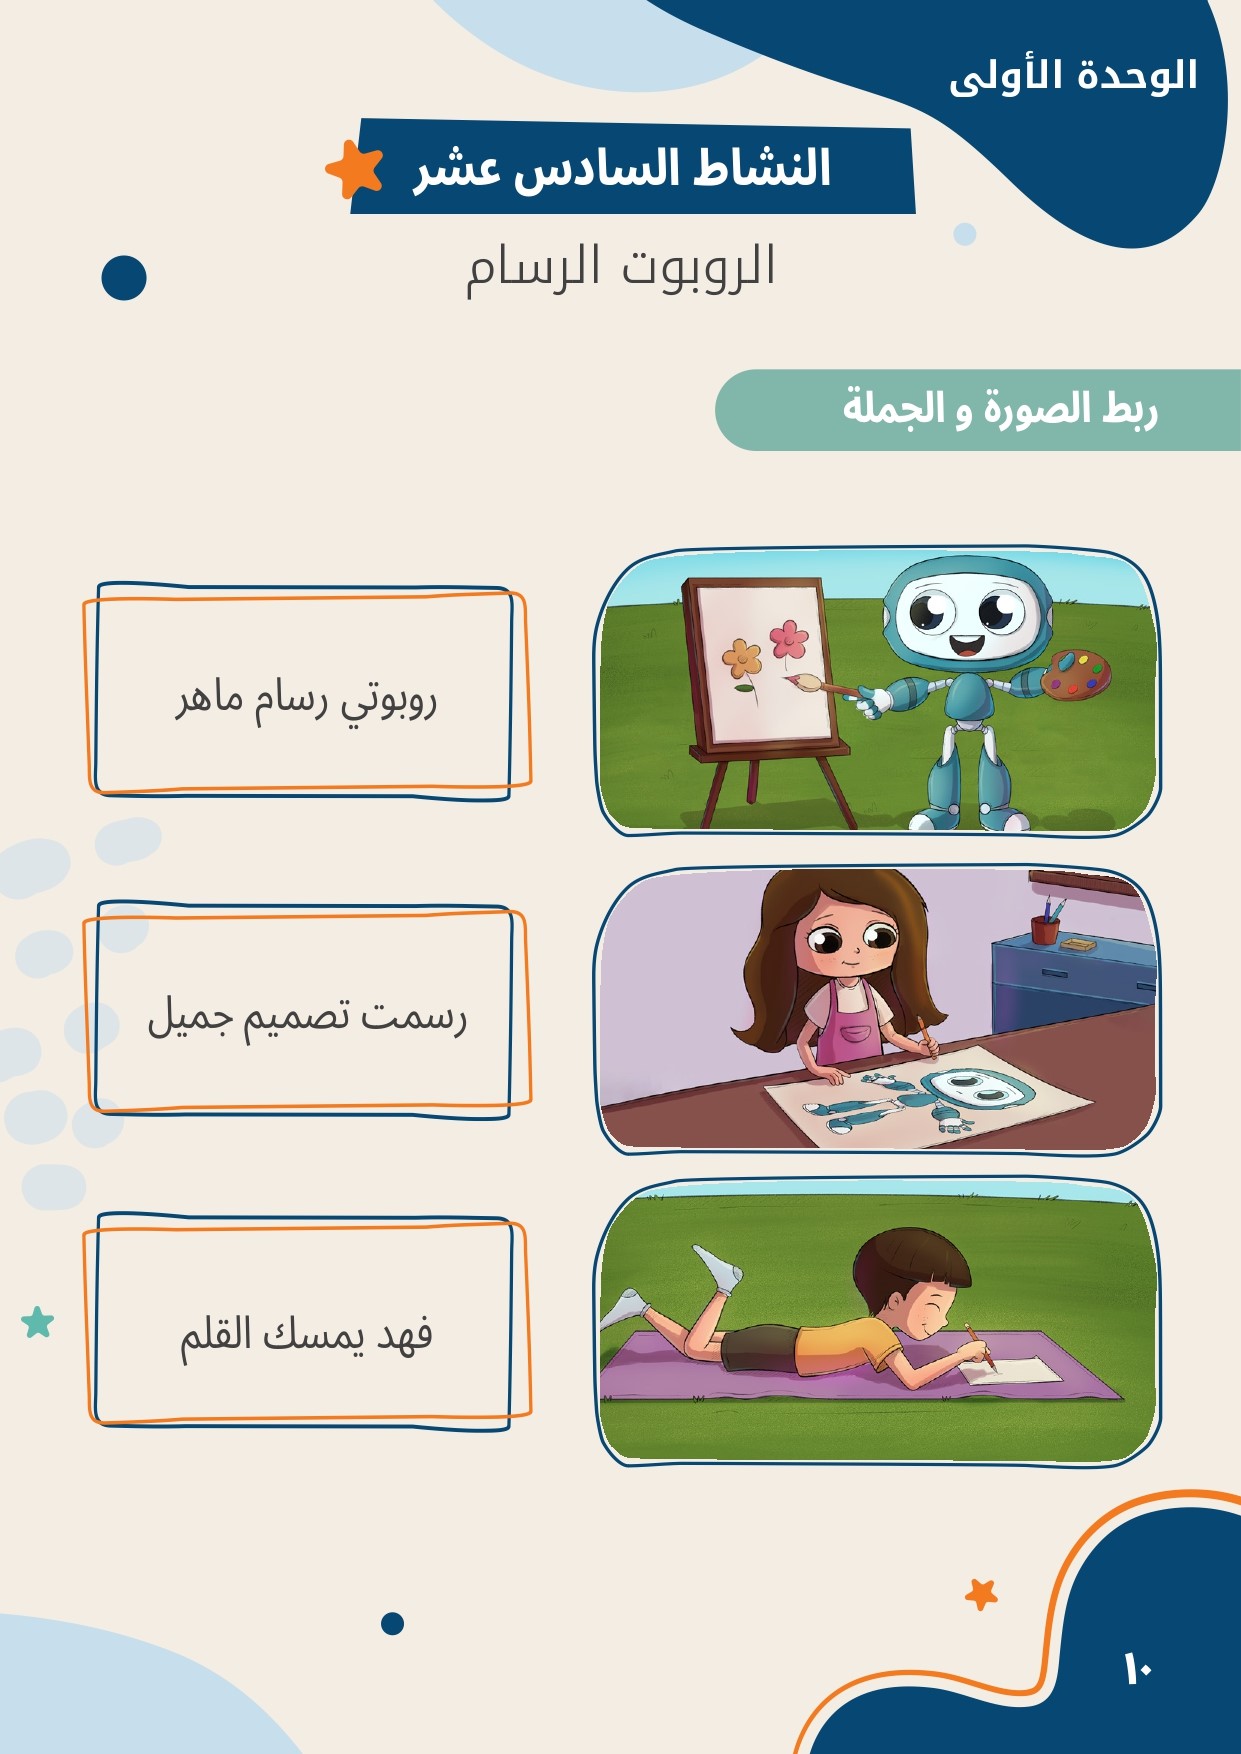 الوحدة الأولى
النشاط السادس عشر
الروبوت الرسام
ربط الصورة و الجملة
روبوتي رسام ماهر
رسمت تصميم جميل
فهد يمسك القلم
١٠